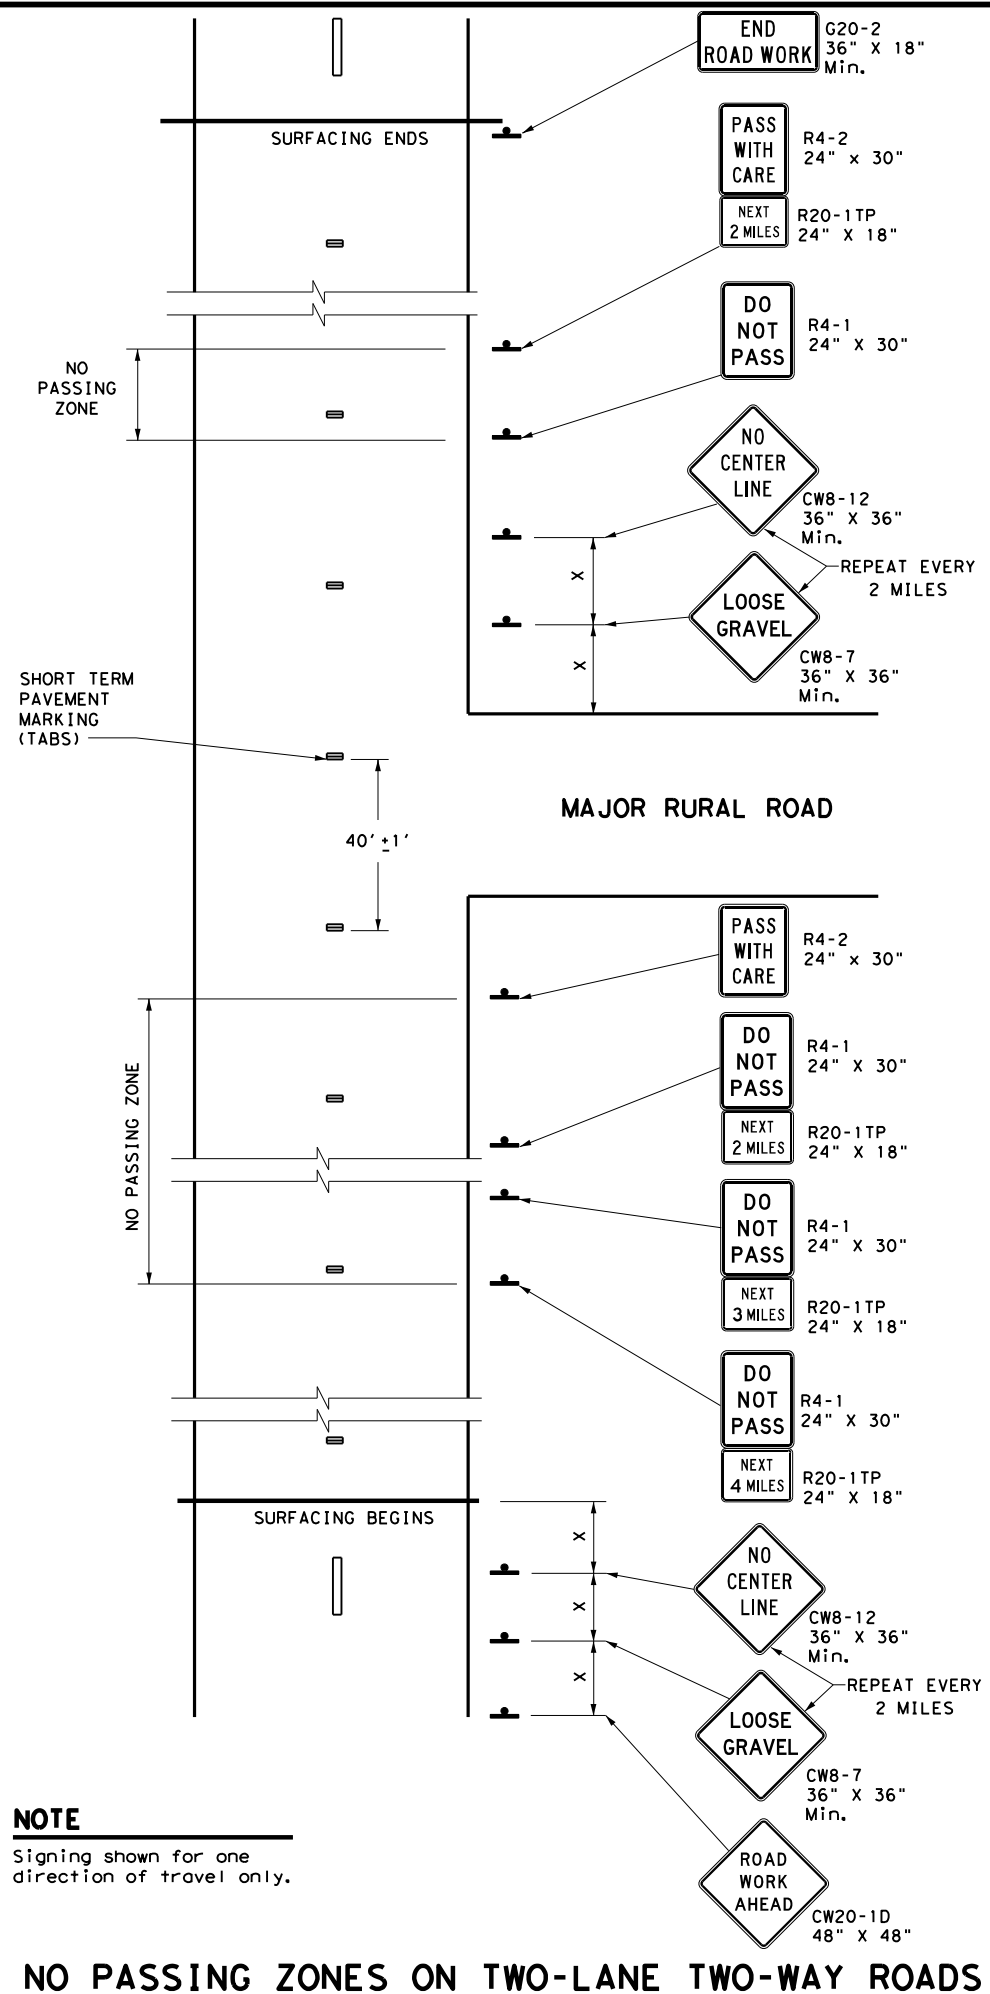 END
ROAD WORK
G20-2
36" X 18"
Min.
SURFACING ENDS
PASS
WITH
CARE
R4-2
24" x 30"
NEXT
2 MILES
R20-1TP
24" X 18"
DO
NOT
PASS
R4-1
24" X 30"
NO
PASSING
ZONE
NO
CENTER
LINE
CW8-12
36" X 36"
Min.
X
REPEAT EVERY
2 MILES
LOOSE
GRAVEL
CW8-7
36" X 36"
Min.
X
SHORT TERM
PAVEMENT
MARKING
(TABS)
40' ±1'
MAJOR RURAL ROAD
PASS
WITH
CARE
R4-2
24" x 30"
NO PASSING ZONE
DO
NOT
PASS
R4-1
24" X 30"
NEXT
2 MILES
R20-1TP
24" X 18"
DO
NOT
PASS
R4-1
24" X 30"
NEXT
3 MILES
R20-1TP
24" X 18"
DO
NOT
PASS
R4-1
24" X 30"
NEXT
4 MILES
R20-1TP
24" X 18"
SURFACING BEGINS
X
NO
CENTER
LINE
CW8-12
36" X 36"
Min.
X
REPEAT EVERY
2 MILES
X
LOOSE
GRAVEL
CW8-7
36" X 36"
Min.
ROAD
WORK
AHEAD
CW20-1D
48" X 48"
NOTE
Signing shown for one
direction of travel only.
NO PASSING ZONES ON TWO-LANE TWO-WAY ROADS